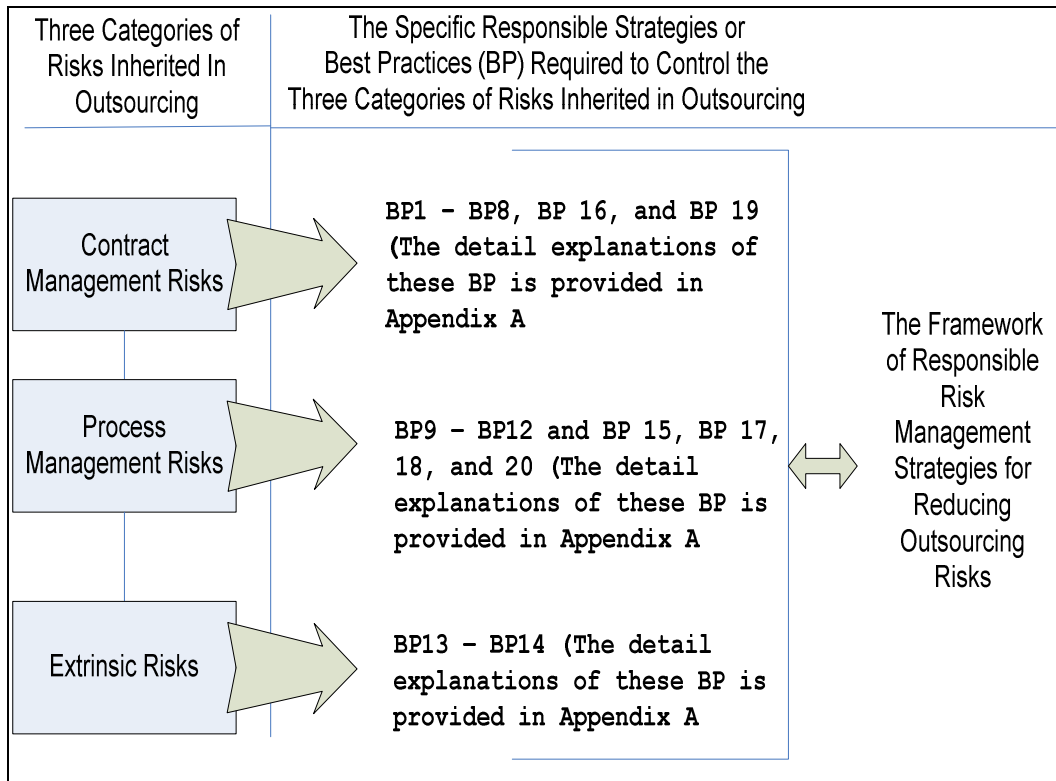 Three Categories of
Risks Inherited In
Outsourcing
The Specific Responsible Strategies or
Best Practices (BP) Required to Control the
Three Categories of Risks Inherited in Outsourcing
Contract
Management Risks
BP1 – BP8, BP 16, and BP 19
(The detail explanations of
these BP is provided in
Appendix A
Process
Management Risks
BP9 – BP12 and BP 15, BP 17,
18, and 20 (The detail
explanations of these BP is
provided in Appendix A
Extrinsic Risks
BP13 – BP14 (The detail
explanations of these BP is
provided in Appendix A
The Framework
of Responsible
Risk
Management
Strategies for
Reducing
Outsourcing
Risks